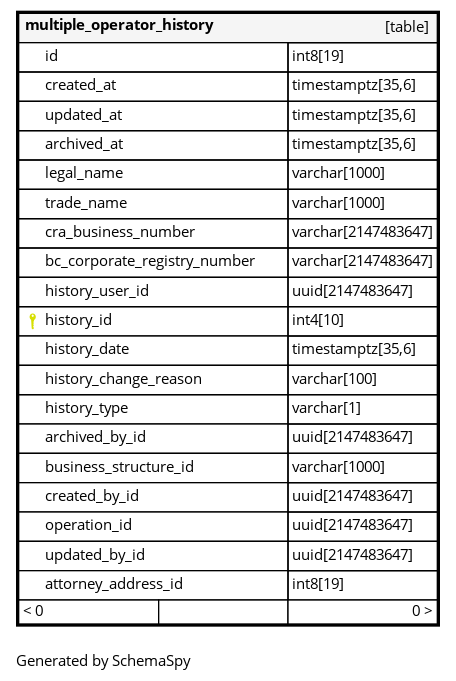 multiple_operator_history [table]
id int8[19]
created_at timestamptz[35,6]
updated_at timestamptz[35,6]
archived_at timestamptz[35,6]
legal_name varchar[1000]
trade_name varchar[1000]
cra_business_number varchar[2147483647]
bc_corporate_registry_number varchar[2147483647]
history_user_id uuid[2147483647]
history_id int4[10]
history_date timestamptz[35,6]
history_change_reason varchar[100]
history_type varchar[1]
archived_by_id uuid[2147483647]
business_structure_id varchar[1000]
created_by_id uuid[2147483647]
operation_id uuid[2147483647]
updated_by_id uuid[2147483647]
attorney_address_id int8[19]
< 0 0 >
Generated by SchemaSpy